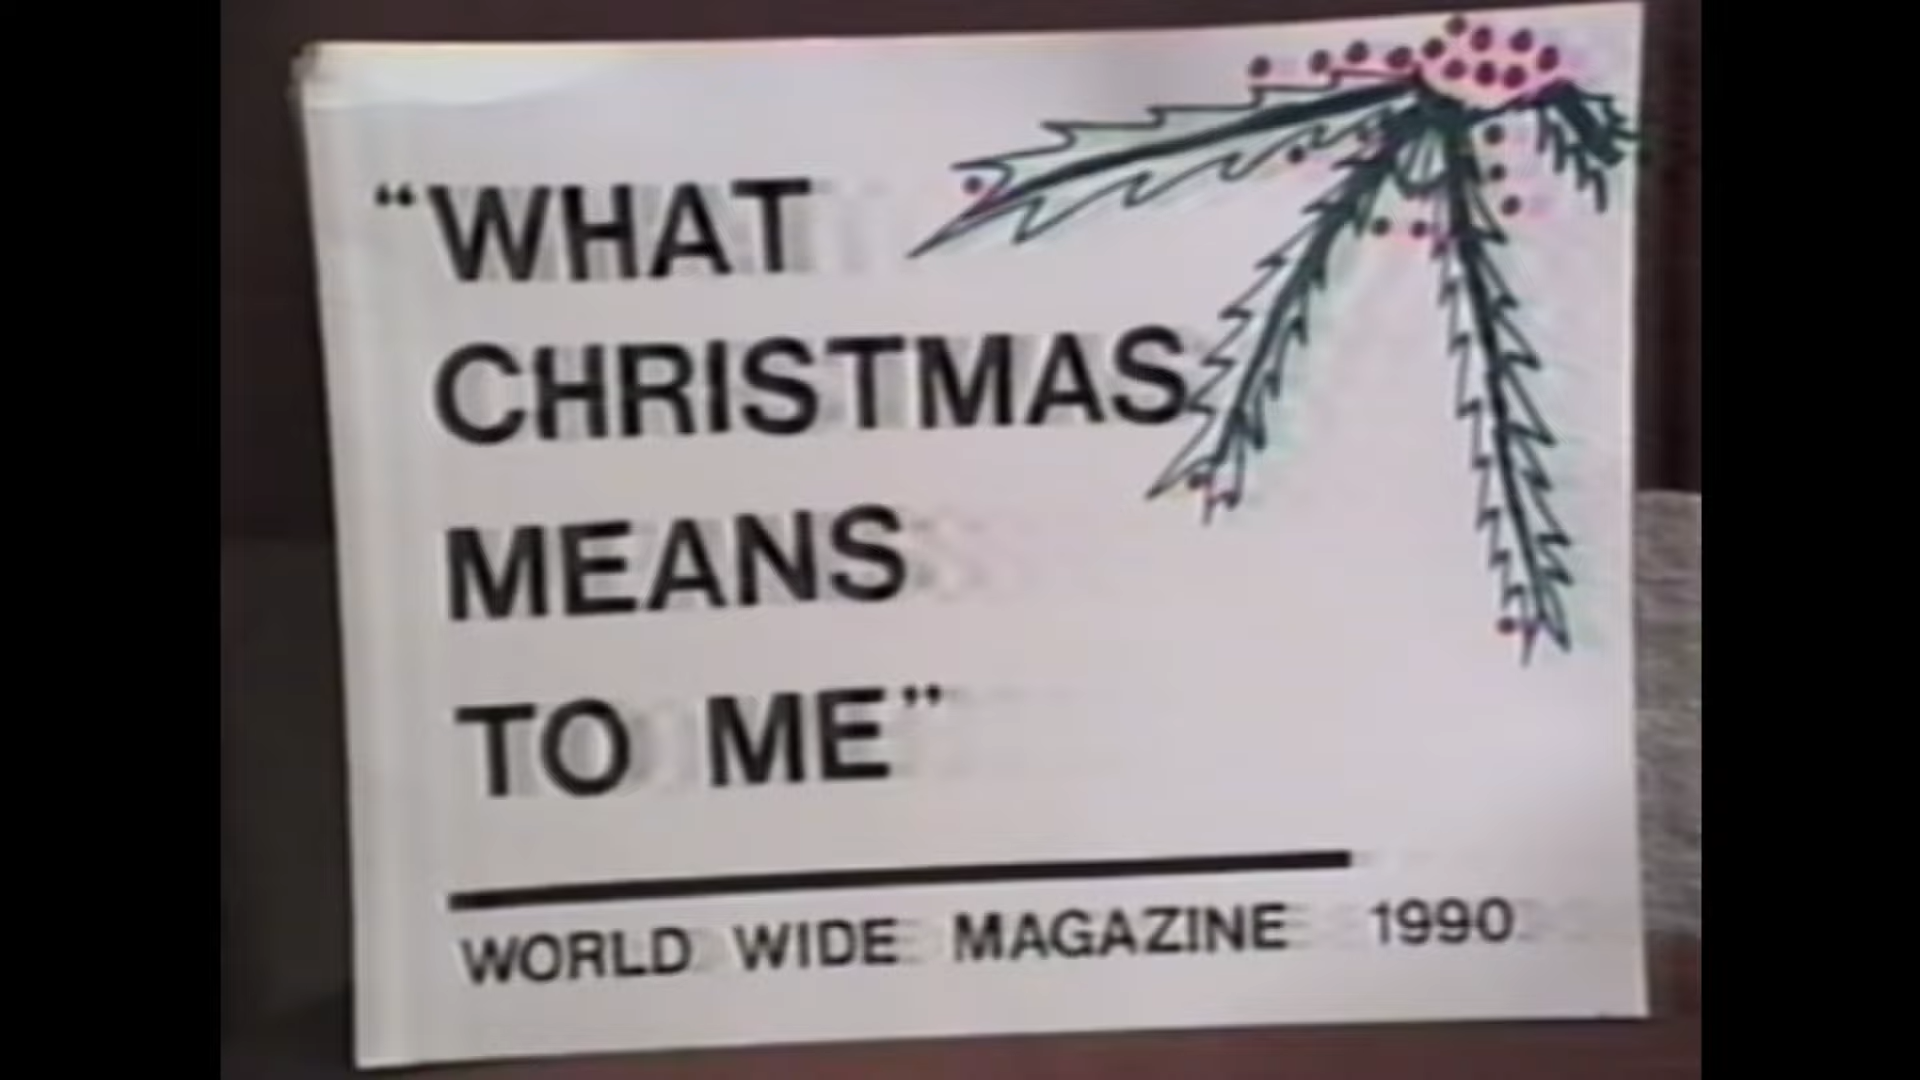 “WHAT
CHRISTMAS
MEANS
TO ME”
WORLD WIDE MAGAZINE 1990